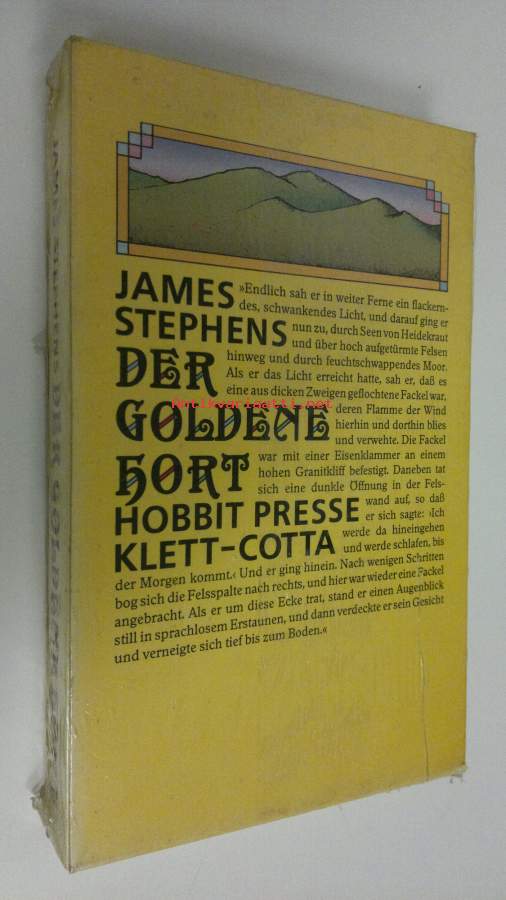 JAMES
STEPHENS
DER
GOLDENE
HORT
HOBBIT PRESSE
KLETT-COTTA
»Endlich sah er in weiter Ferne ein flackern-
des, schwankendes Licht, und darauf ging er
nun zu, durch Seen von Heidekraut
und über hoch aufgetürmte Felsen
hinweg und durch feuchtschwappendes Moor.
Als er das Licht erreicht hatte, sah er, daß es
eine aus dicken Zweigen geflochtene Fackel war,
deren Flamme der Wind
hierhin und dorthin blies
und verwehte. Die Fackel
war mit einer Eisenklammer an einem
hohen Granitkliff befestigt. Daneben tat
sich eine dunkle Öffnung in der Fels-
wand auf, so daß
er sich sagte: ›Ich
werde da hineingehen
und werde schlafen, bis
der Morgen kommt.‹ Und er ging hinein. Nach wenigen Schritten
bog sich die Felsspalte nach rechts, und hier war wieder eine Fackel
angebracht. Als er um diese Ecke trat, stand er einen Augenblick
still in sprachlosem Erstaunen, und dann verdeckte er sein Gesicht
und verneigte sich tief bis zum Boden.«
antikvariaatti.net
JAMES STEPHENS